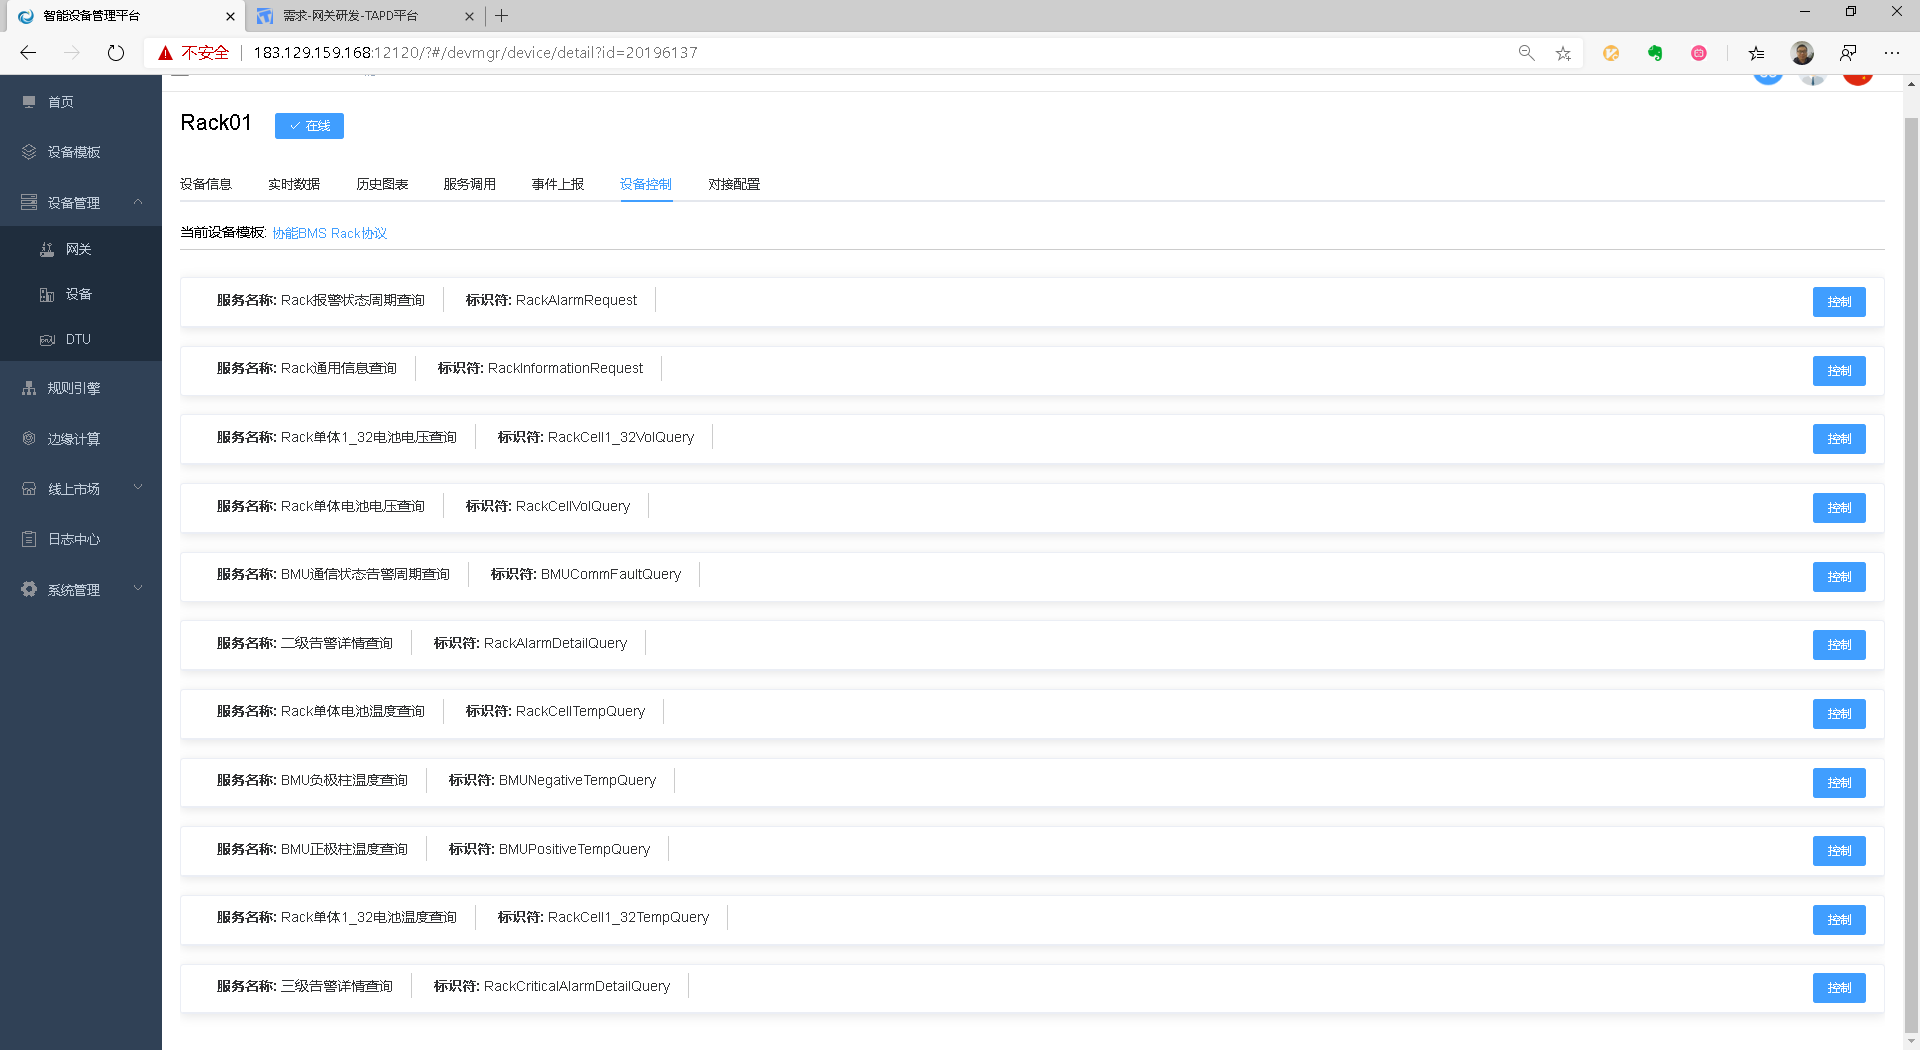 智能设备管理平台
需求-网关研发-TAPD平台
不安全 183.129.159.168:12120/?#/devmgr/device/detail?id=20196137
首页
设备模板
设备管理
网关
设备
DTU
规则引擎
边缘计算
线上市场
日志中心
系统管理
Rack01 在线
设备信息 实时数据 历史图表 服务调用 事件上报 设备控制 对接配置
当前设备模板: 协能BMS Rack协议
服务名称: Rack报警状态周期查询 标识符: RackAlarmRequest 控制
服务名称: Rack通用信息查询 标识符: RackInformationRequest 控制
服务名称: Rack单体1_32电池电压查询 标识符: RackCell1_32VolQuery 控制
服务名称: Rack单体电池电压查询 标识符: RackCellVolQuery 控制
服务名称: BMU通信状态告警周期查询 标识符: BMUCommFaultQuery 控制
服务名称: 二级告警详情查询 标识符: RackAlarmDetailQuery 控制
服务名称: Rack单体电池温度查询 标识符: RackCellTempQuery 控制
服务名称: BMU负极柱温度查询 标识符: BMUNegativeTempQuery 控制
服务名称: BMU正极柱温度查询 标识符: BMUPositiveTempQuery 控制
服务名称: Rack单体1_32电池温度查询 标识符: RackCell1_32TempQuery 控制
服务名称: 三级告警详情查询 标识符: RackCriticalAlarmDetailQuery 控制